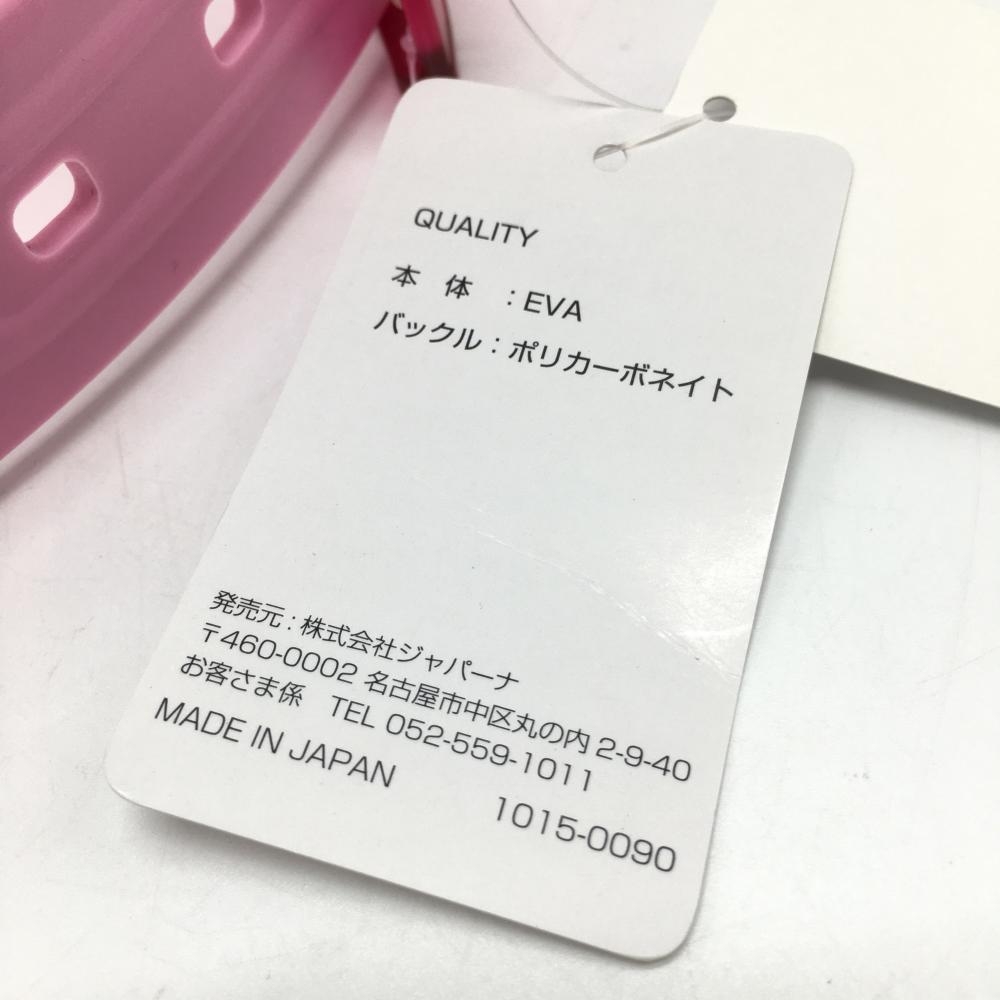 QUALITY
本　体　：EVA
バックル：ポリカーボネイト
発売元：株式会社ジャパーナ
〒460-0002 名古屋市中区丸の内 2-9-40
お客さま係　TEL 052-559-1011
MADE IN JAPAN
1015-0090